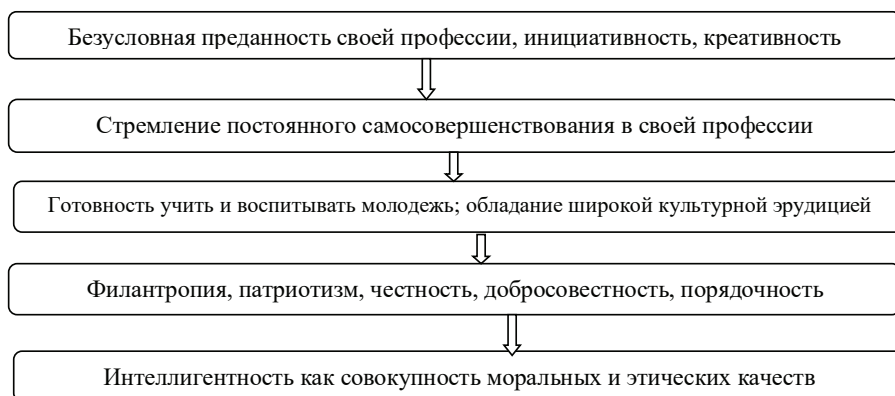 Безусловная преданность своей профессии, инициативность, креативность
Стремление постоянного самосовершенствования в своей профессии
Готовность учить и воспитывать молодежь; обладание широкой культурной эрудицией
Филантропия, патриотизм, честность, добросовестность, порядочность
Интеллигентность как совокупность моральных и этических качеств